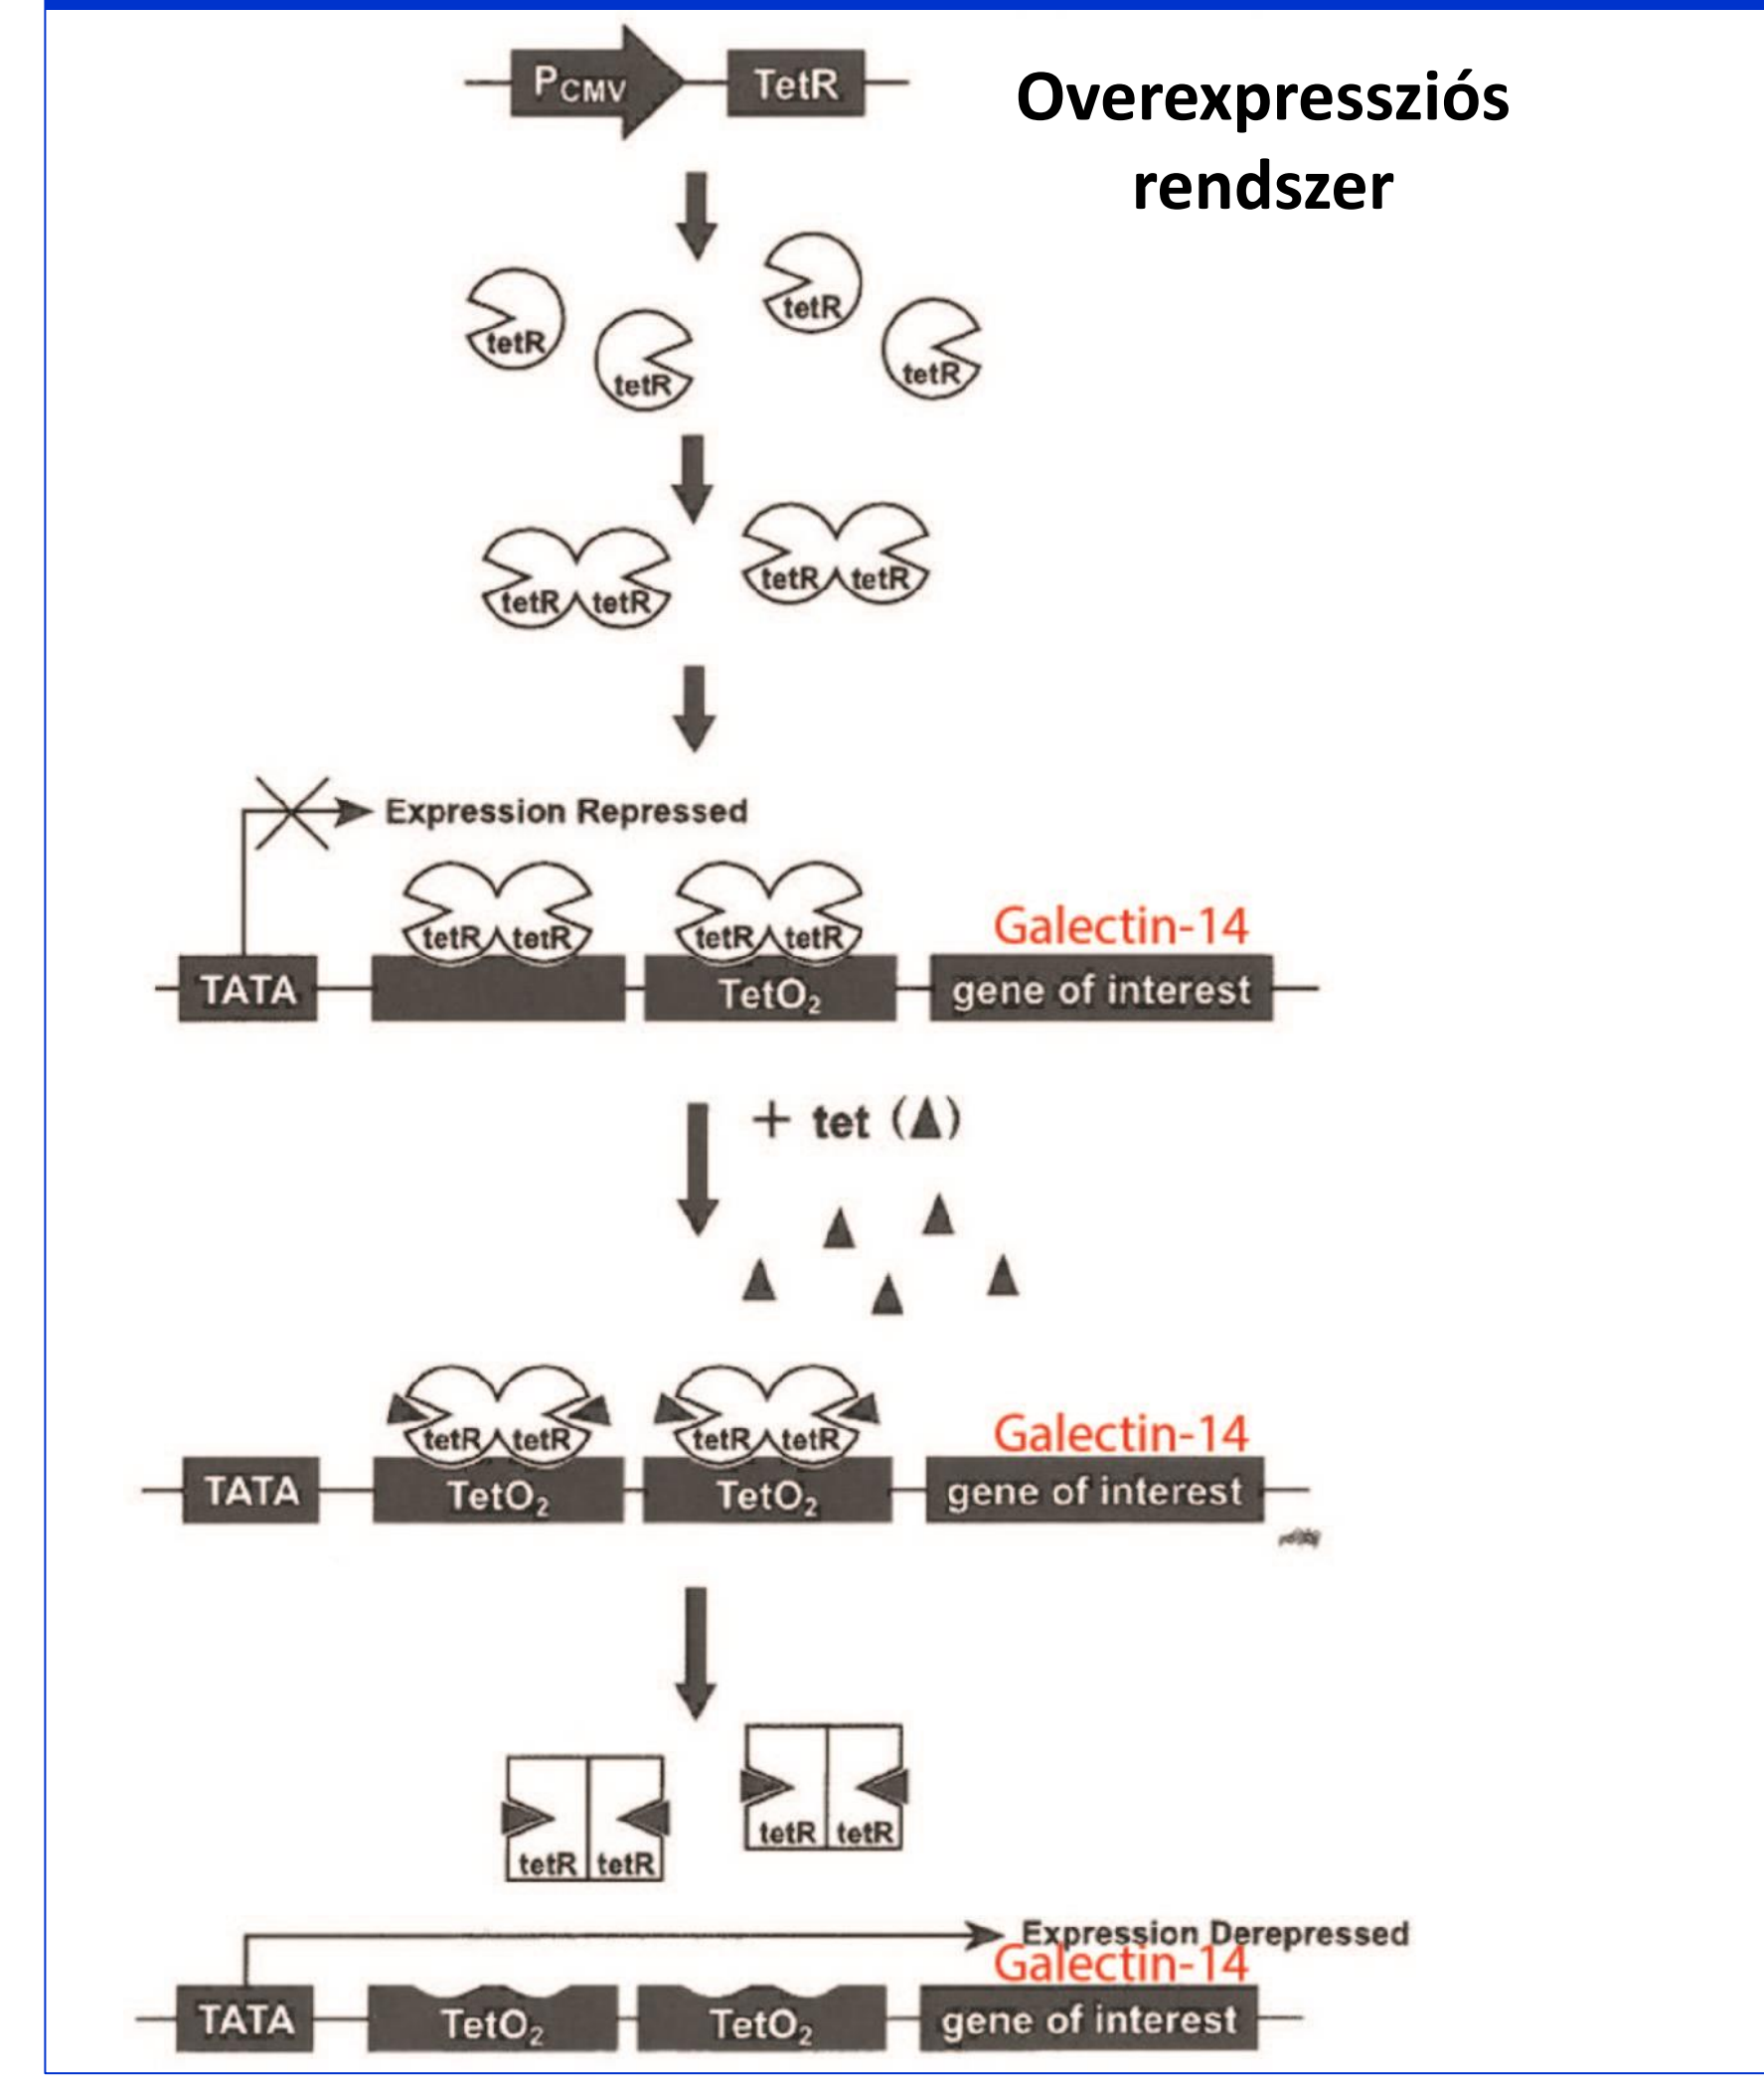 P_CMV TetR
Overexpressziós
rendszer
tetR
tetR
tetR
tetR
tetR tetR
tetR tetR
Expression Repressed
tetR tetR
tetR tetR
Galectin-14
TATA
TetO₂
gene of interest
+ tet (▲)
tetR tetR
tetR tetR
Galectin-14
TATA
TetO₂
TetO₂
gene of interest
tetR tetR
tetR tetR
Expression Derepressed
Galectin-14
TATA
TetO₂
TetO₂
gene of interest